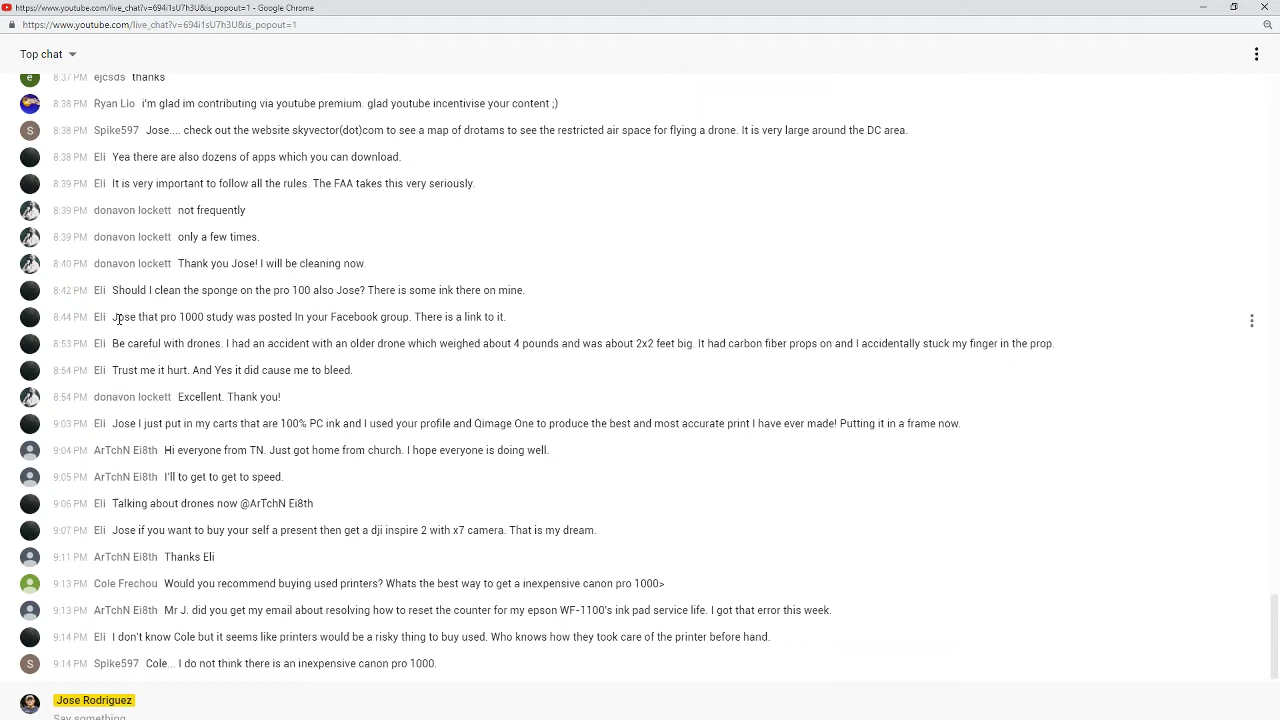 https://www.youtube.com/live_chat?v=694i1sU7h3U&is_popout=1 - Google Chrome
https://www.youtube.com/live_chat?v=694i1sU7h3U&is_popout=1
Top chat
e 8:37 PM ejcsds thanks
8:38 PM Ryan Lio i'm glad im contributing via youtube premium. glad youtube incentivise your content ;)
S 8:38 PM Spike597 Jose.... check out the website skyvector(dot)com to see a map of drotams to see the restricted air space for flying a drone. It is very large around the DC area.
8:38 PM Eli Yea there are also dozens of apps which you can download.
8:39 PM Eli It is very important to follow all the rules. The FAA takes this very seriously.
8:39 PM donavon lockett not frequently
8:39 PM donavon lockett only a few times.
8:40 PM donavon lockett Thank you Jose! I will be cleaning now.
8:42 PM Eli Should I clean the sponge on the pro 100 also Jose? There is some ink there on mine.
8:44 PM Eli Jose that pro 1000 study was posted In your Facebook group. There is a link to it.
8:53 PM Eli Be careful with drones. I had an accident with an older drone which weighed about 4 pounds and was about 2x2 feet big. It had carbon fiber props on and I accidentally stuck my finger in the prop.
8:54 PM Eli Trust me it hurt. And Yes it did cause me to bleed.
8:54 PM donavon lockett Excellent. Thank you!
9:03 PM Eli Jose I just put in my carts that are 100% PC ink and I used your profile and Qimage One to produce the best and most accurate print I have ever made! Putting it in a frame now.
9:04 PM ArTchN Ei8th Hi everyone from TN. Just got home from church. I hope everyone is doing well.
9:05 PM ArTchN Ei8th I'll to get to get to speed.
9:06 PM Eli Talking about drones now @ArTchN Ei8th
9:07 PM Eli Jose if you want to buy your self a present then get a dji inspire 2 with x7 camera. That is my dream.
9:11 PM ArTchN Ei8th Thanks Eli
9:13 PM Cole Frechou Would you recommend buying used printers? Whats the best way to get a inexpensive canon pro 1000>
9:13 PM ArTchN Ei8th Mr J. did you get my email about resolving how to reset the counter for my epson WF-1100's ink pad service life. I got that error this week.
9:14 PM Eli I don't know Cole but it seems like printers would be a risky thing to buy used. Who knows how they took care of the printer before hand.
S 9:14 PM Spike597 Cole... I do not think there is an inexpensive canon pro 1000.
Jose Rodriguez
Say something